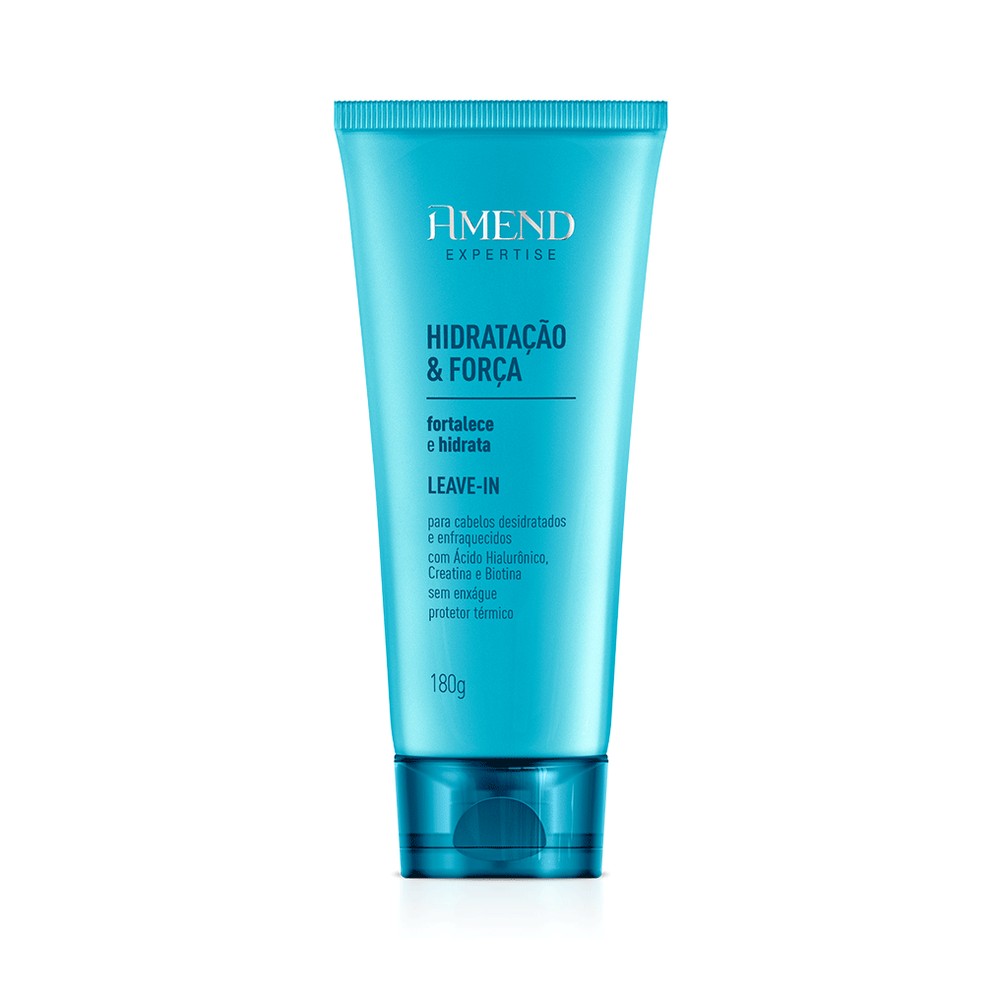 AMEND
EXPERTISE
HIDRATAÇÃO
& FORÇA
fortalece
e hidrata
LEAVE-IN
para cabelos desidratados
e enfraquecidos
com Ácido Hialurônico,
Creatina e Biotina
sem enxágue
protetor térmico
180g